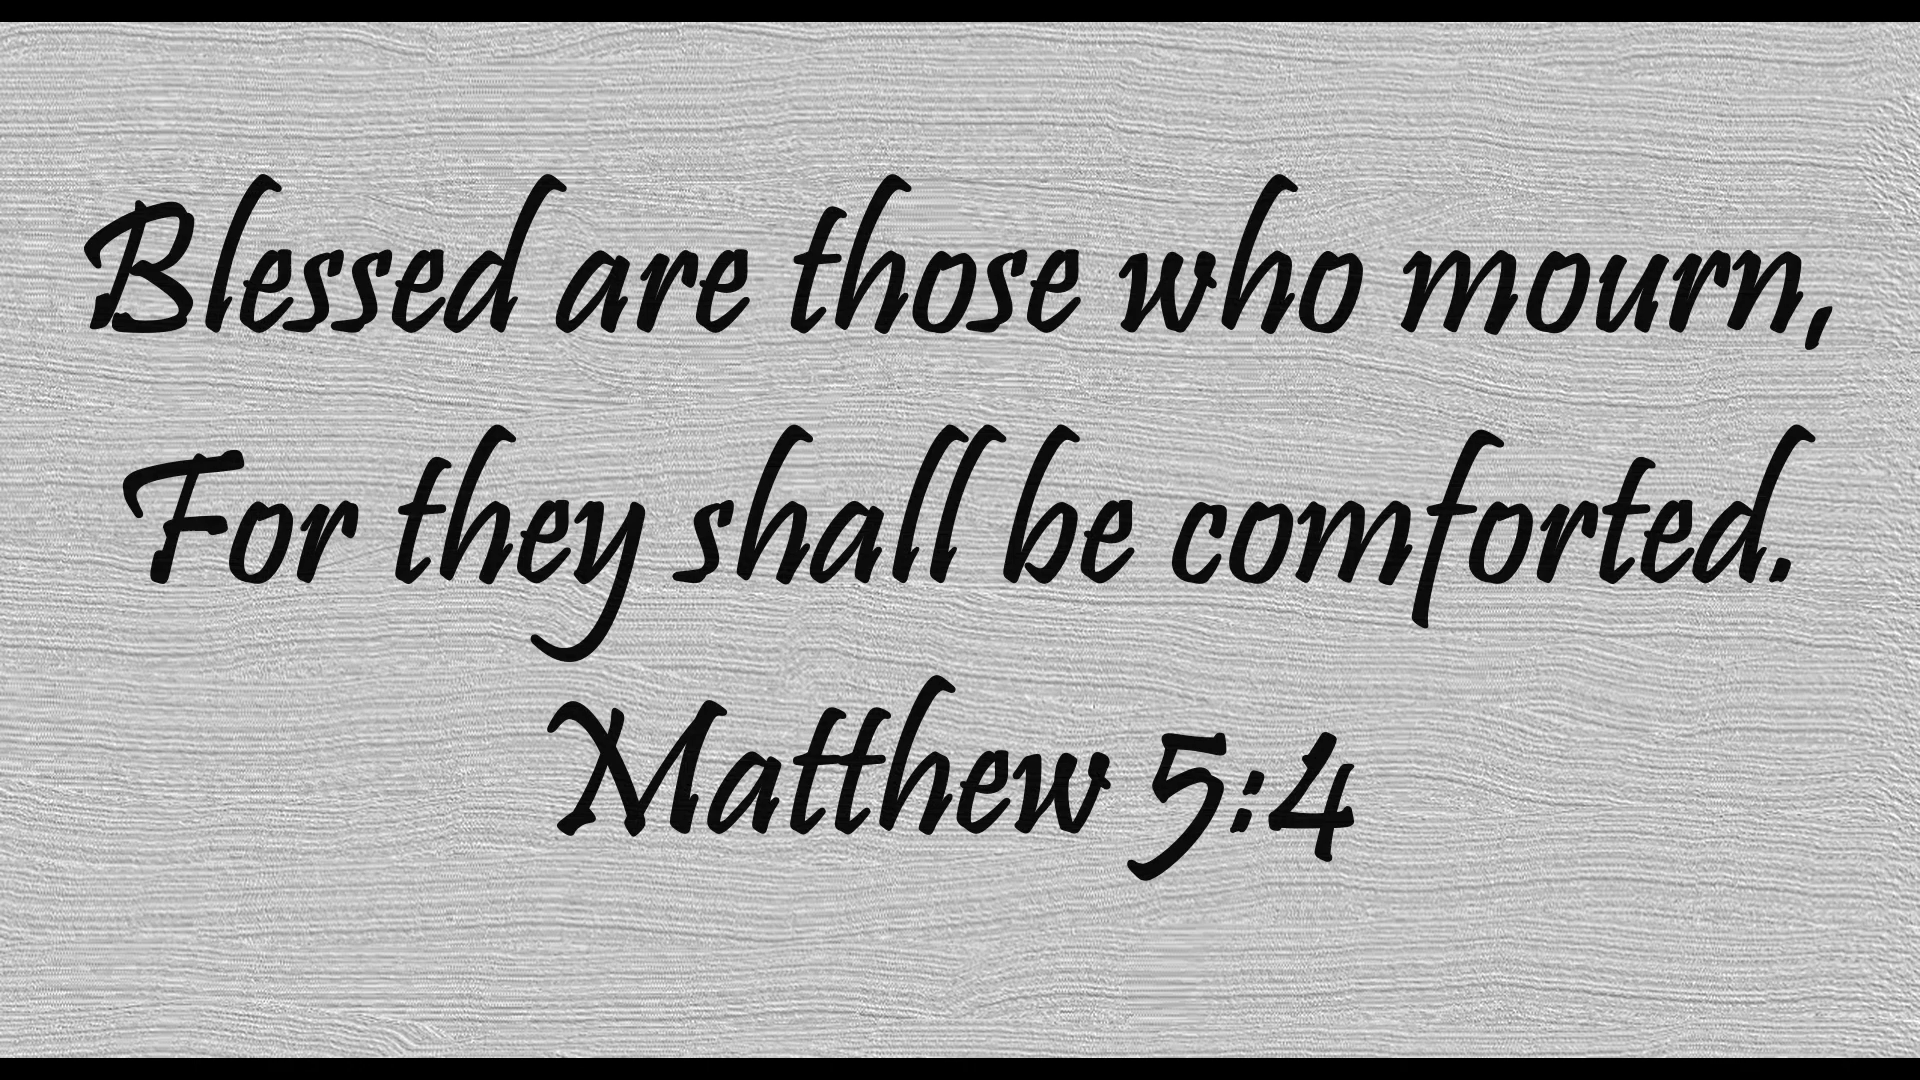 Blessed are those who mourn,
For they shall be comforted.
Matthew 5:4